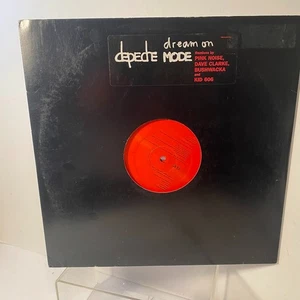 dream on
depeche MODE
Remixes by
PINK NOISE,
DAVE CLARKE,
BUSHWACKA
and
KID 606